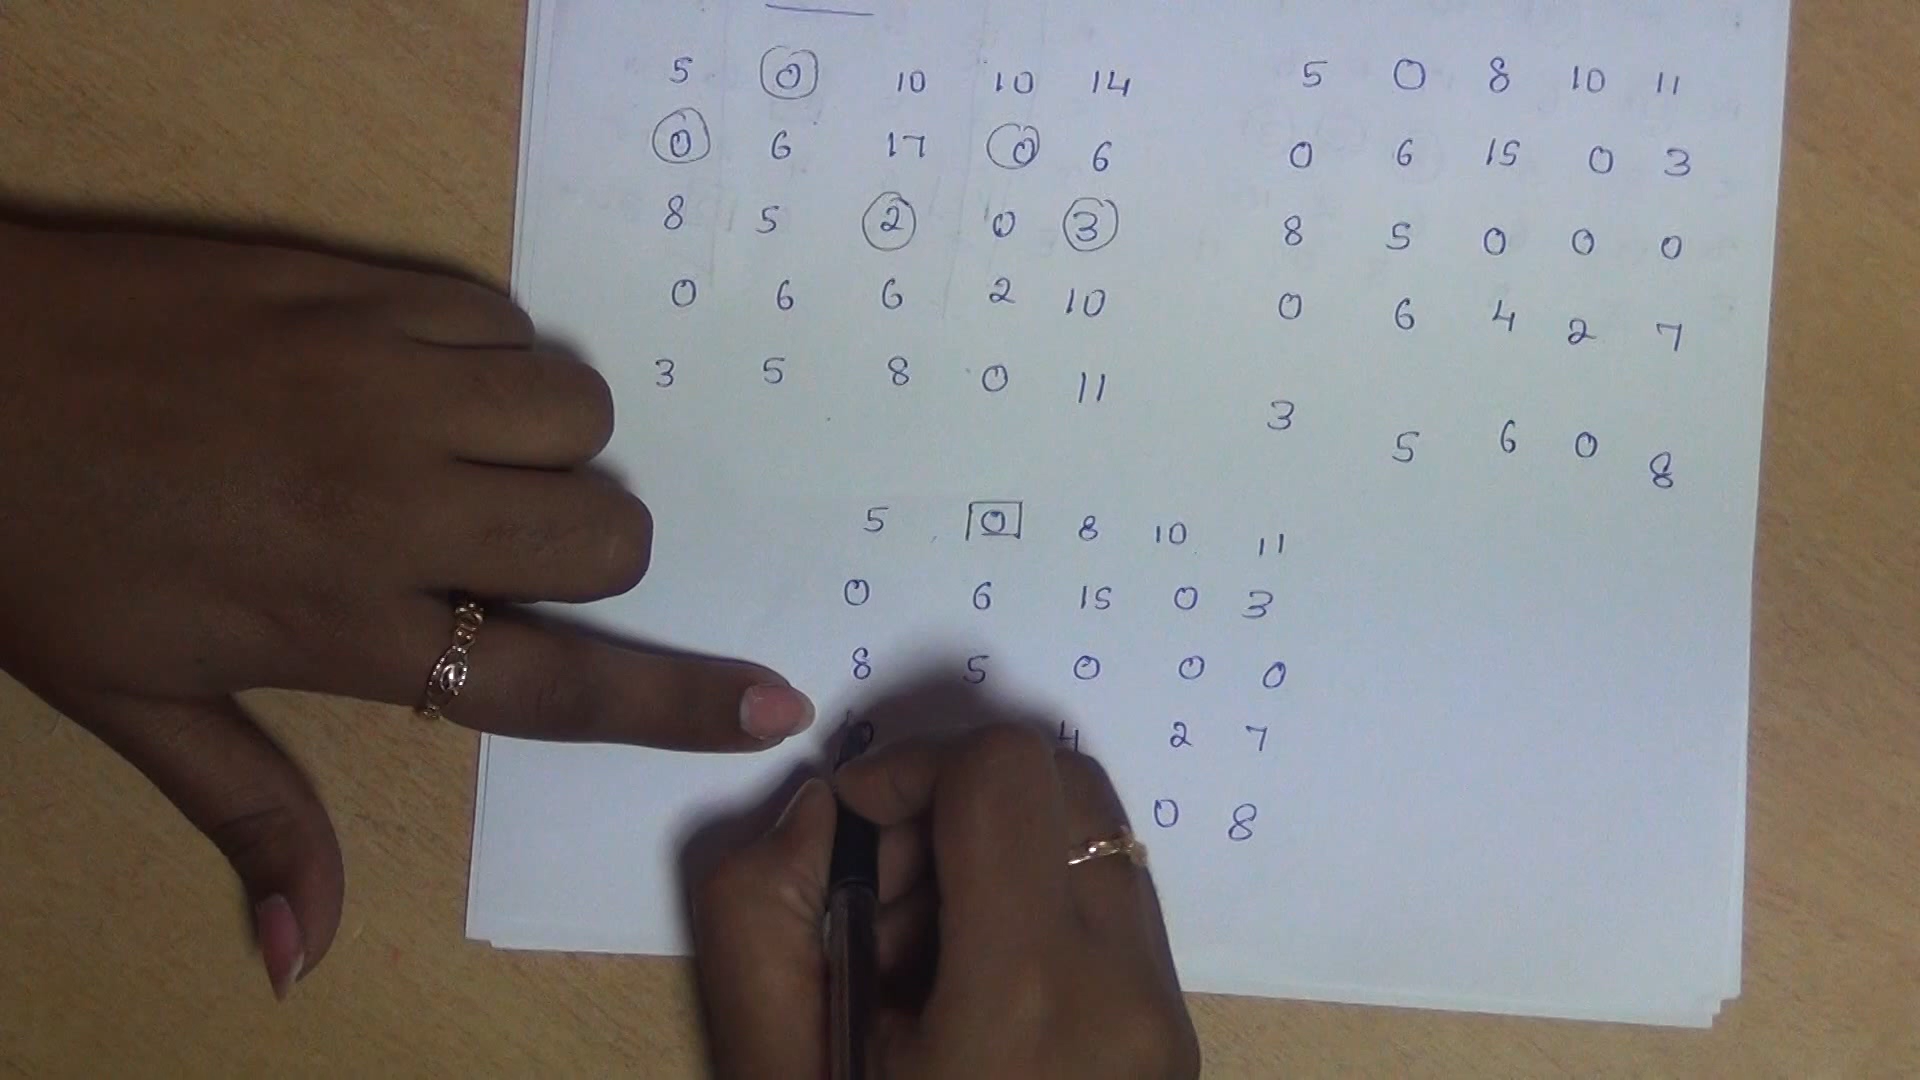 5 0 10 10 14
0 6 17 0 6
8 5 2 0 3
0 6 6 2 10
3 5 8 0 11
5 0 8 10 11
0 6 15 0 3
8 5 0 0 0
0 6 4 2 7
3 5 6 0 8
5 0 8 10 11
0 6 15 0 3
8 5 0 0 0
0 4 2 7
0 8